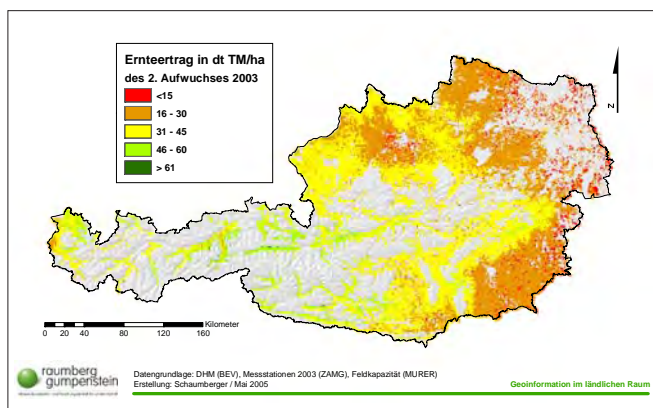 Ernteertrag in dt TM/ha
des 2. Aufwuchses 2003
<15
16 - 30
31 - 45
46 - 60
> 61
N
Kilometer
0 20 40 80 120 160
raumberg
gumpenstein
Datengrundlage: DHM (BEV), Messstationen 2003 (ZAMG), Feldkapazität (MURER)
Erstellung: Schaumberger / Mai 2005
Geoinformation im ländlichen Raum